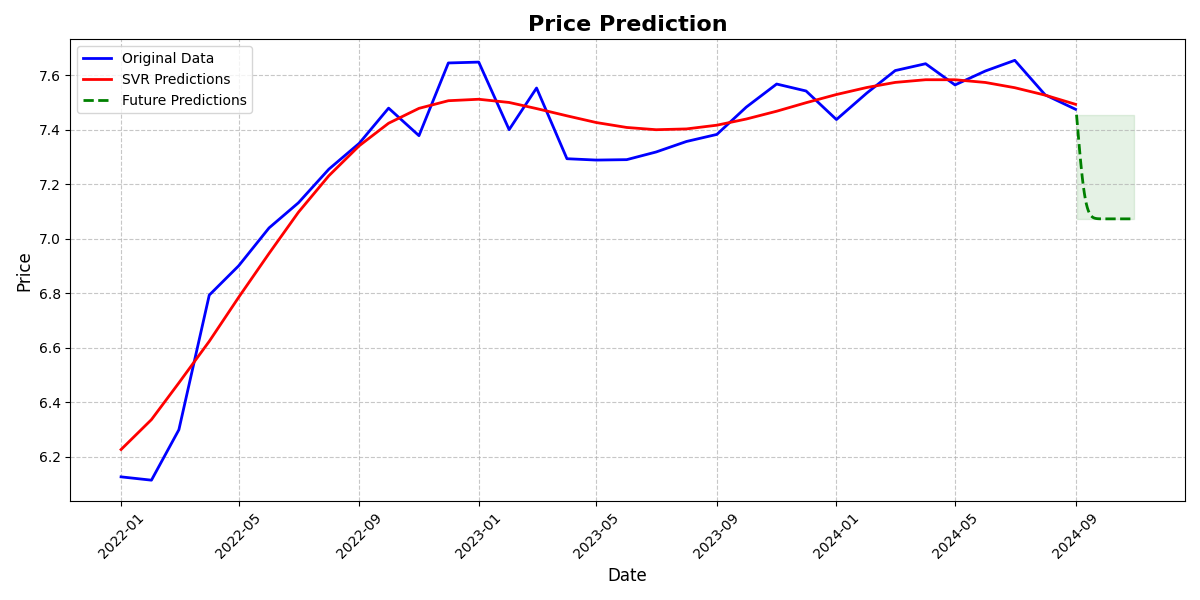 Price Prediction
Original Data
SVR Predictions
Future Predictions
Price
7.6
7.4
7.2
7.0
6.8
6.6
6.4
6.2
2022-01
2022-05
2022-09
2023-01
2023-05
2023-09
2024-01
2024-05
2024-09
Date